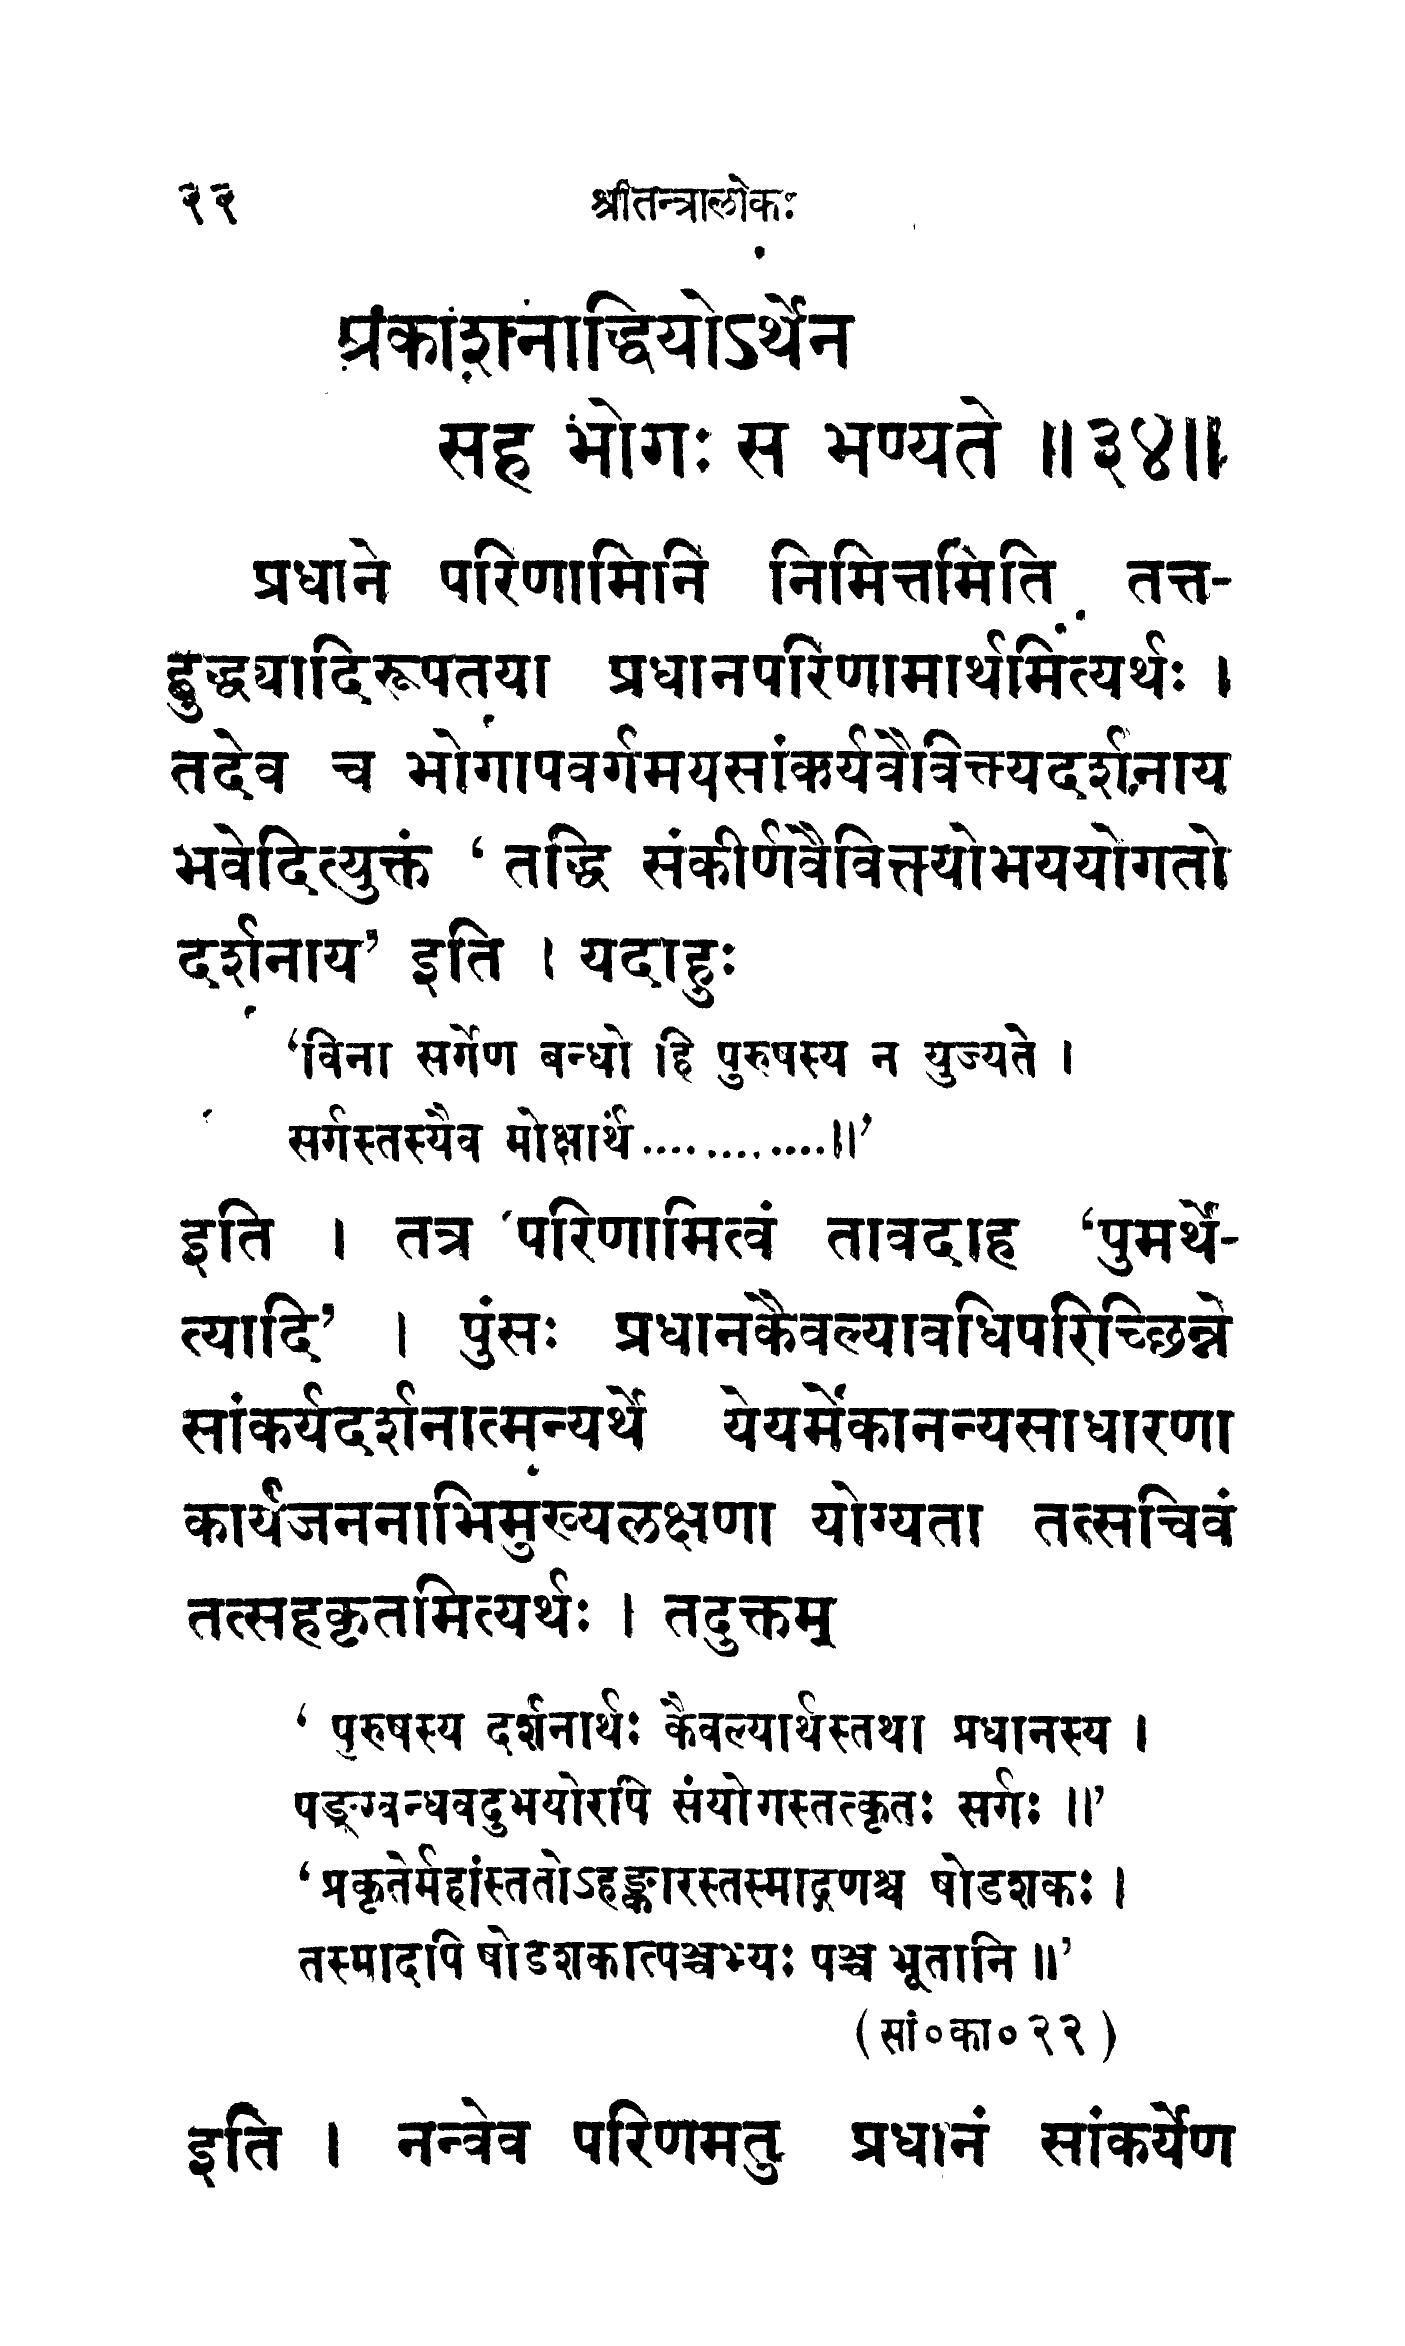 २२ श्रीतन्त्रालोकः
प्रकाशनाद्धियोऽर्थेन
सह भोगः स भण्यते ॥३४॥
प्रधाने परिणामिनि निमित्तमिति तत्त-
द्बुद्ध्यादिरूपतया प्रधानपरिणामार्थमित्यर्थः ।
तदेव च भोगापवर्गमयसांकर्यवैवित्त्यदर्शनाय
भवेदित्युक्तं ‘ तद्धि संकीर्णवैवित्त्योभययोगतो
दर्शनाय’ इति । यदाहुः
‘विना सर्गेण बन्धो हि पुरुषस्य न युज्यते ।
सर्गस्तस्यैव मोक्षार्थं............॥’
इति । तत्र परिणामित्वं तावदाह ‘पुमर्थे-
त्यादि’ । पुंसः प्रधानकैवल्यावधिपरिच्छिन्ने
सांकर्यदर्शनात्मन्यर्थे येयमेकानन्यसाधारणा
कार्यजननाभिमुख्यलक्षणा योग्यता तत्सचिवं
तत्सहकृतमित्यर्थः । तदुक्तम्
‘ पुरुषस्य दर्शनार्थः कैवल्यार्थस्तथा प्रधानस्य ।
पङ्ग्वन्धवदुभयोरपि संयोगस्तत्कृतः सर्गः ॥’
‘प्रकृतेर्महांस्ततोऽहङ्कारस्तस्माद्गणश्च षोडशकः ।
तस्मादपि षोडशकात्पञ्चभ्यः पञ्च भूतानि ॥’
(सां०का०२२)
इति । नन्वेव परिणमतु प्रधानं सांकर्येण